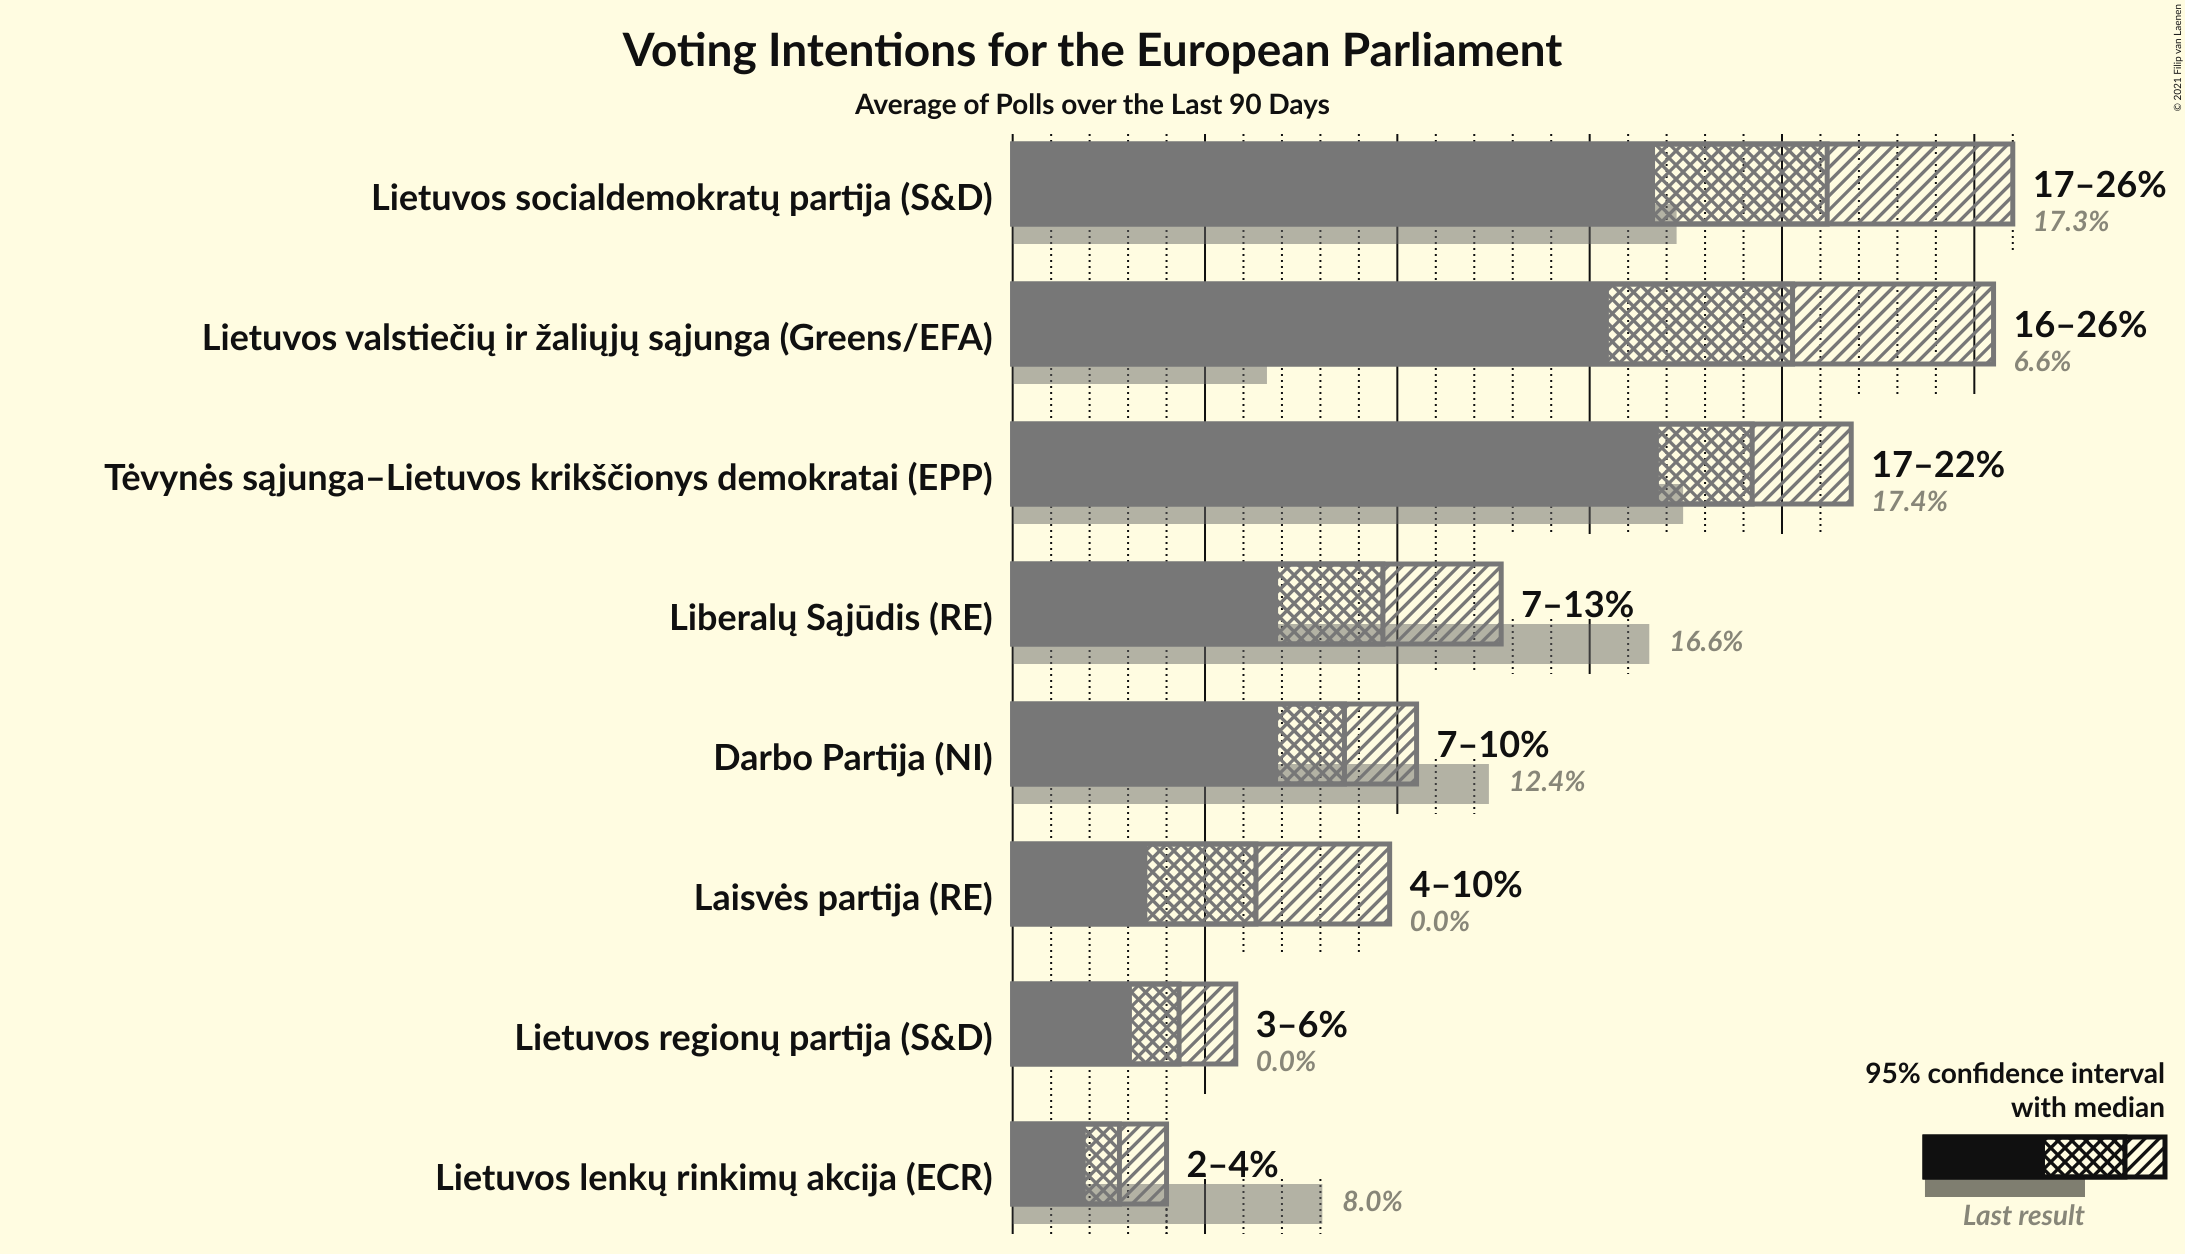 Voting Intentions for the European Parliament
Average of Polls over the Last 90 Days
© 2021 Filip van Laenen
Lietuvos socialdemokratų partija (S&D)
17–26%
17.3%
Lietuvos valstiečių ir žaliųjų sąjunga (Greens/EFA)
16–26%
6.6%
Tėvynės sąjunga–Lietuvos krikščionys demokratai (EPP)
17–22%
17.4%
Liberalų Sąjūdis (RE)
7–13%
16.6%
Darbo Partija (NI)
7–10%
12.4%
Laisvės partija (RE)
4–10%
0.0%
Lietuvos regionų partija (S&D)
3–6%
0.0%
Lietuvos lenkų rinkimų akcija (ECR)
2–4%
8.0%
95% confidence interval
with median
Last result